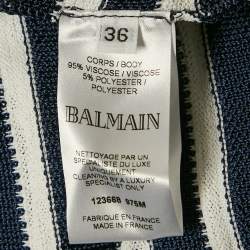 36
CORPS / BODY
95% VISCOSE / VISCOSE
5% POLYESTER /
POLYESTER
BALMAIN
NETTOYAGE PAR UN
SPECIALISTE DU LUXE
UNIQUEMENT
CLEANING BY A LUXURY
SPECIALIST ONLY
123668 975M
FABRIQUE EN FRANCE
MADE IN FRANCE